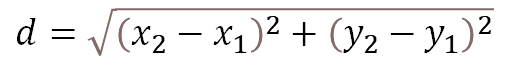 d = √(x₂ − x₁)² + (y₂ − y₁)²